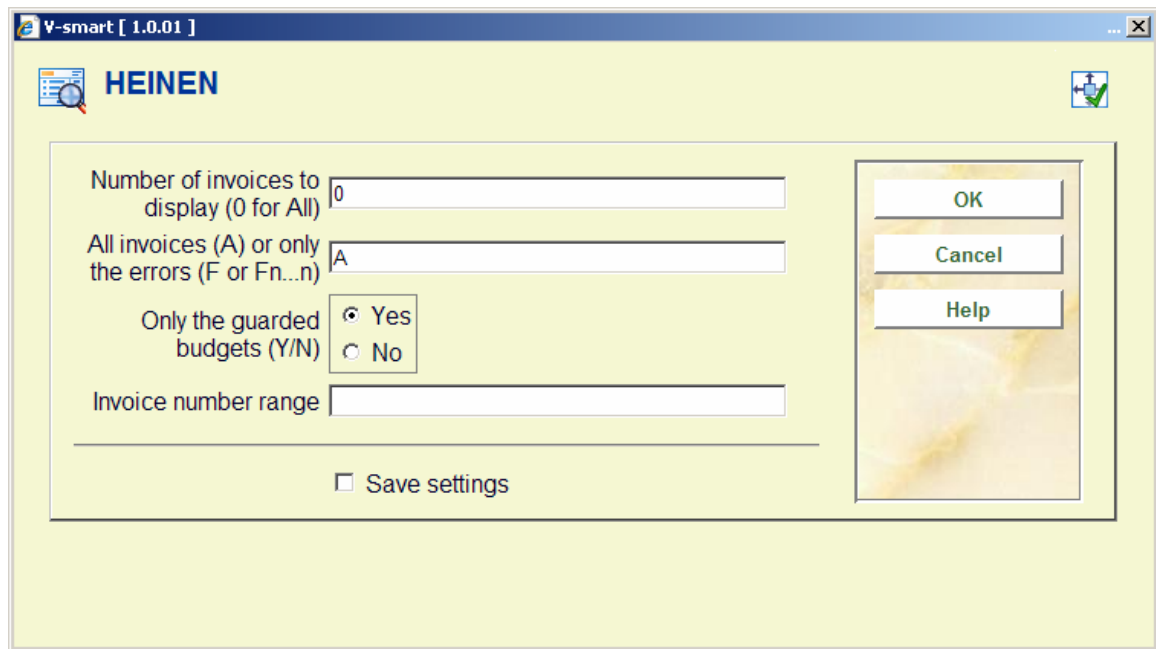 V-smart [ 1.0.01 ]
...
HEINEN
Number of invoices to
display (0 for All)
0
All invoices (A) or only
the errors (F or Fn...n)
A
Only the guarded
budgets (Y/N)
Yes
No
Invoice number range
Save settings
OK
Cancel
Help